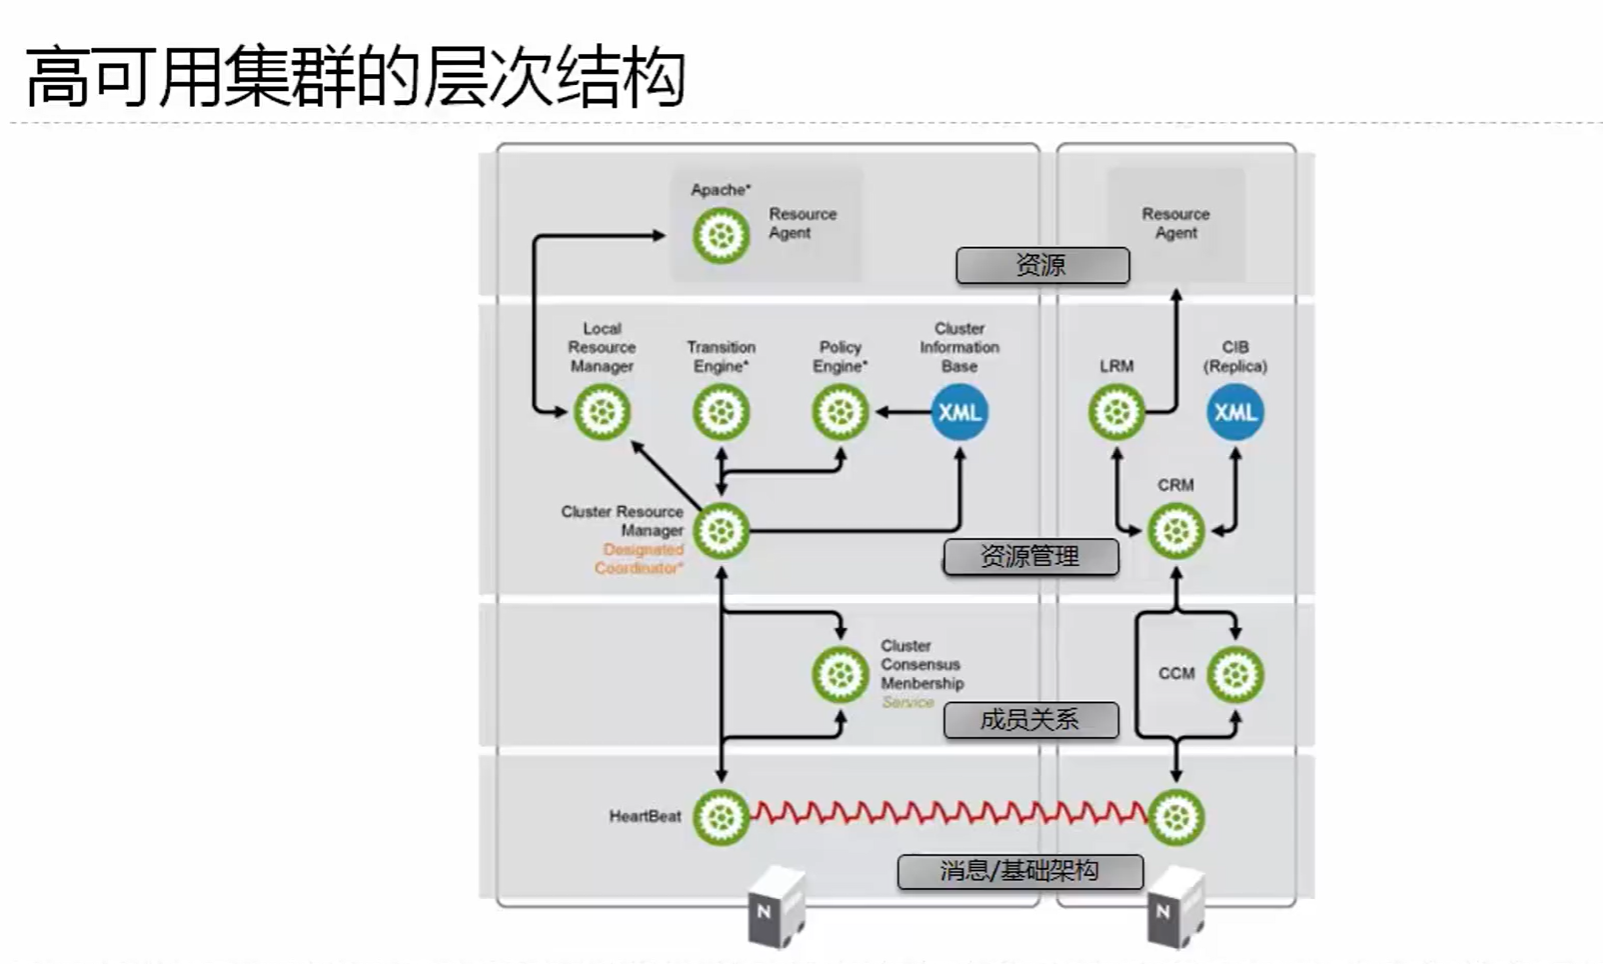 高可用集群的层次结构
Apache*
Resource
Agent
Resource
Agent
资源
Local
Resource
Manager
Transition
Engine*
Policy
Engine*
Cluster
Information
Base
XML
LRM
CIB
(Replica)
XML
Cluster Resource
Manager
Designated
Coordinator*
CRM
资源管理
Cluster
Consensus
Menbership
Service
CCM
成员关系
HeartBeat
消息/基础架构
N
N